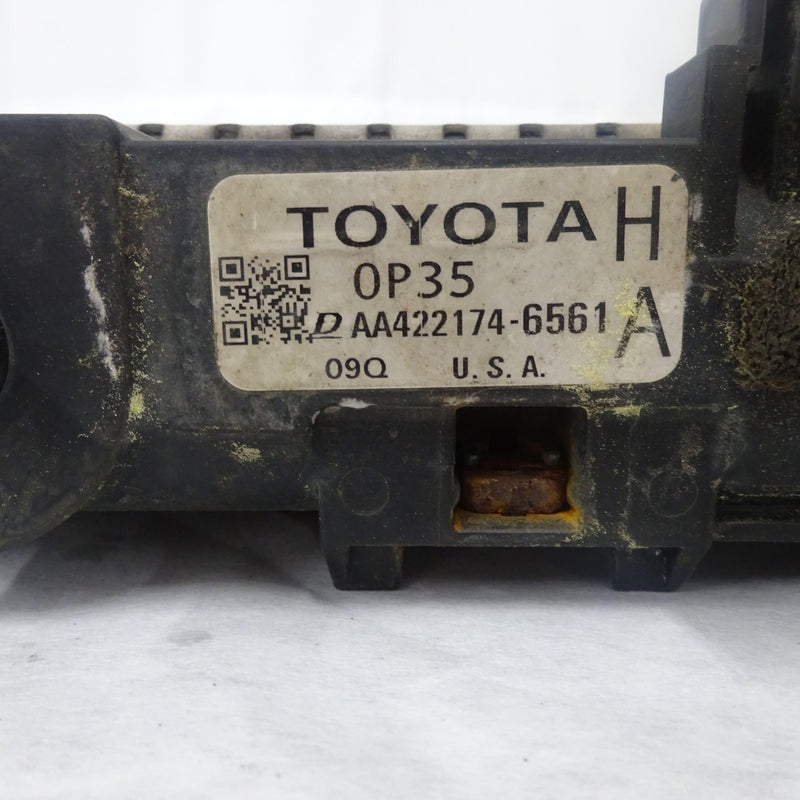 TOYOTA H
0P35
D AA422174-6561 A
09Q U.S.A.